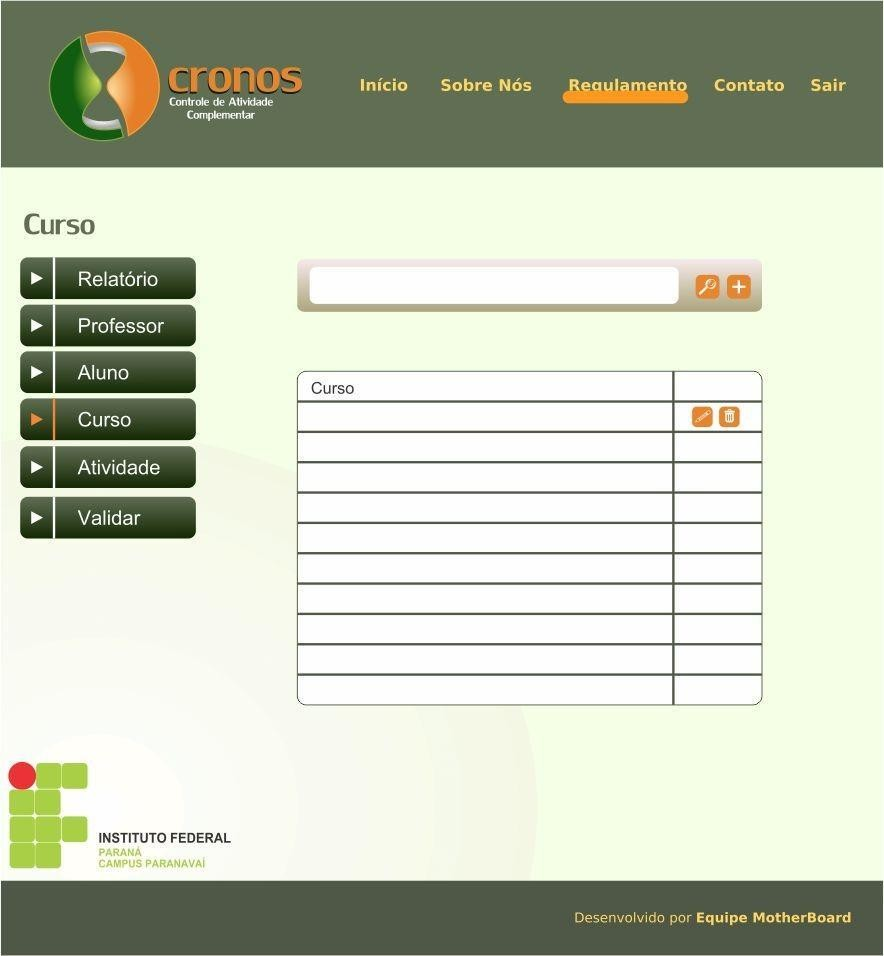 cronos
Controle de Atividade
Complementar
Início Sobre Nós Regulamento Contato Sair
Curso
Relatório
Professor
Aluno
Curso
Atividade
Validar
Curso
INSTITUTO FEDERAL
PARANÁ
CAMPUS PARANAVAÍ
Desenvolvido por Equipe MotherBoard